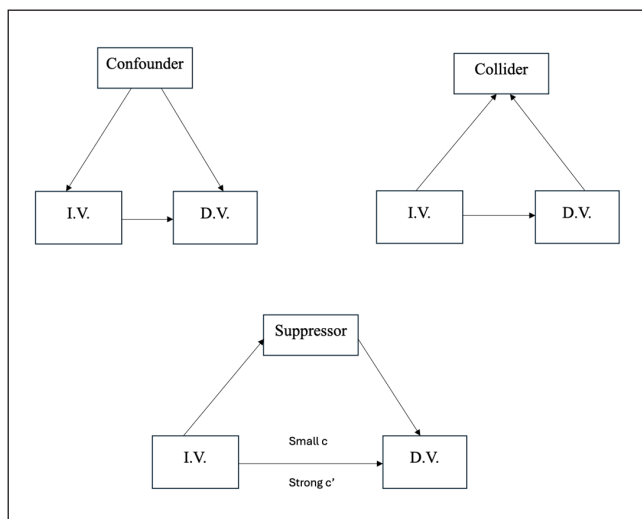 Confounder
Collider
I.V.
D.V.
I.V.
D.V.
Suppressor
Small c
I.V.
D.V.
Strong c’